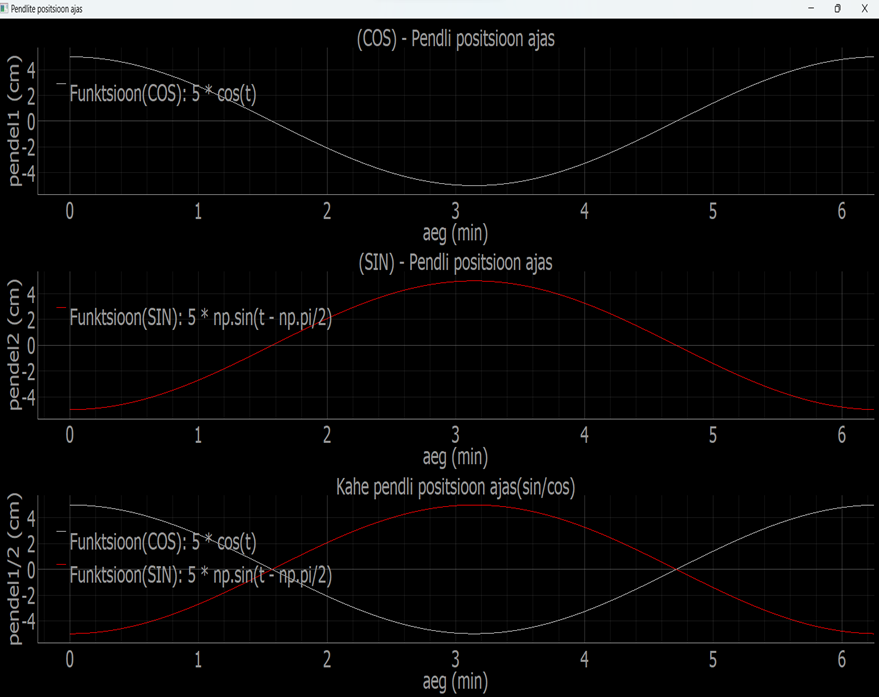 Pendlite positsioon ajas
(COS) - Pendli positsioon ajas
pendel1 (cm)
4
2
0
-2
-4
Funktsioon(COS): 5 * cos(t)
0 1 2 3 4 5 6
aeg (min)
(SIN) - Pendli positsioon ajas
pendel2 (cm)
4
2
0
-2
-4
Funktsioon(SIN): 5 * np.sin(t - np.pi/2)
0 1 2 3 4 5 6
aeg (min)
Kahe pendli positsioon ajas(sin/cos)
pendel1/2 (cm)
4
2
0
-2
-4
Funktsioon(COS): 5 * cos(t)
Funktsioon(SIN): 5 * np.sin(t - np.pi/2)
0 1 2 3 4 5 6
aeg (min)